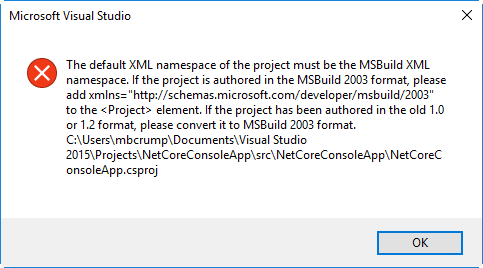 Microsoft Visual Studio
The default XML namespace of the project must be the MSBuild XML
namespace. If the project is authored in the MSBuild 2003 format, please
add xmlns="http://schemas.microsoft.com/developer/msbuild/2003"
to the <Project> element. If the project has been authored in the old 1.0
or 1.2 format, please convert it to MSBuild 2003 format.
C:\Users\mbcrump\Documents\Visual Studio
2015\Projects\NetCoreConsoleApp\src\NetCoreConsoleApp\NetCoreC
onsoleApp.csproj
OK